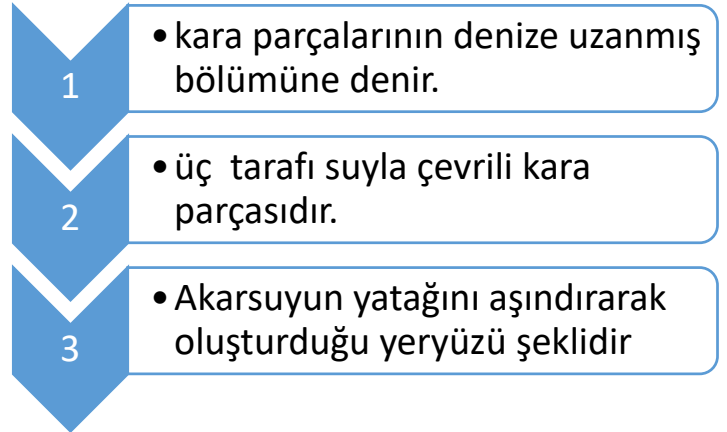 1
• kara parçalarının denize uzanmış
bölümüne denir.
2
• üç tarafı suyla çevrili kara
parçasıdır.
3
• Akarsuyun yatağını aşındırarak
oluşturduğu yeryüzü şeklidir